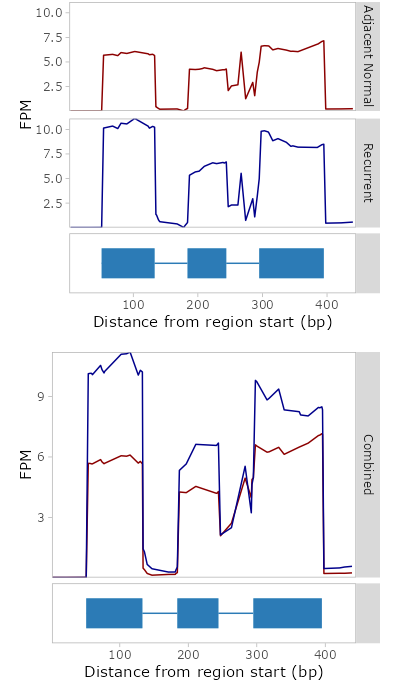 10.0
7.5
5.0
2.5
Adjacent Normal
FPM
10.0
7.5
5.0
2.5
Recurrent
100 200 300 400
Distance from region start (bp)
9
6
3
FPM
Combined
100 200 300 400
Distance from region start (bp)